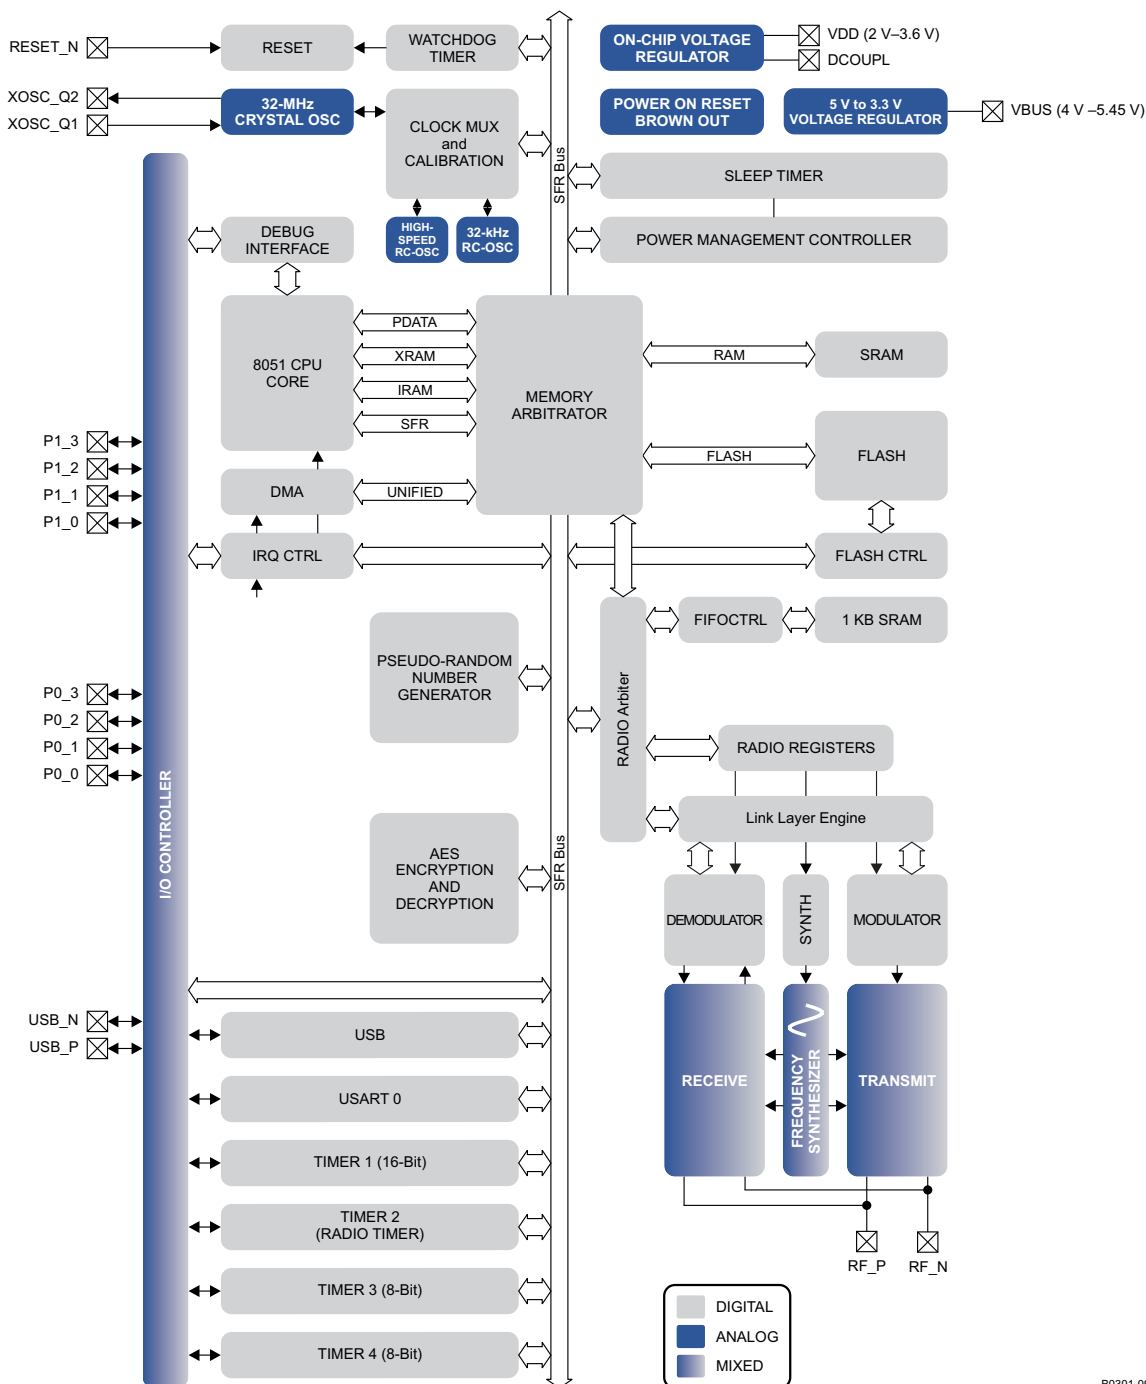 RESET_N
RESET
WATCHDOG
TIMER
ON-CHIP VOLTAGE
REGULATOR
VDD (2 V–3.6 V)
DCOUPL
XOSC_Q2
XOSC_Q1
32-MHz
CRYSTAL OSC
CLOCK MUX
and
CALIBRATION
SFR Bus
POWER ON RESET
BROWN OUT
5 V to 3.3 V
VOLTAGE REGULATOR
VBUS (4 V –5.45 V)
SLEEP TIMER
HIGH-
SPEED
RC-OSC
32-kHz
RC-OSC
POWER MANAGEMENT CONTROLLER
DEBUG
INTERFACE
8051 CPU
CORE
PDATA
XRAM
IRAM
SFR
MEMORY
ARBITRATOR
RAM
SRAM
P1_3
P1_2
P1_1
P1_0
DMA
UNIFIED
FLASH
FLASH
IRQ CTRL
FLASH CTRL
FIFOCTRL
1 KB SRAM
PSEUDO-RANDOM
NUMBER
GENERATOR
RADIO Arbiter
P0_3
P0_2
P0_1
P0_0
RADIO REGISTERS
I/O CONTROLLER
Link Layer Engine
AES
ENCRYPTION
AND
DECRYPTION
SFR Bus
DEMODULATOR
SYNTH
MODULATOR
USB_N
USB_P
USB
USART 0
TIMER 1 (16-Bit)
TIMER 2
(RADIO TIMER)
TIMER 3 (8-Bit)
TIMER 4 (8-Bit)
RECEIVE
FREQUENCY
SYNTHESIZER
TRANSMIT
RF_P
RF_N
DIGITAL
ANALOG
MIXED